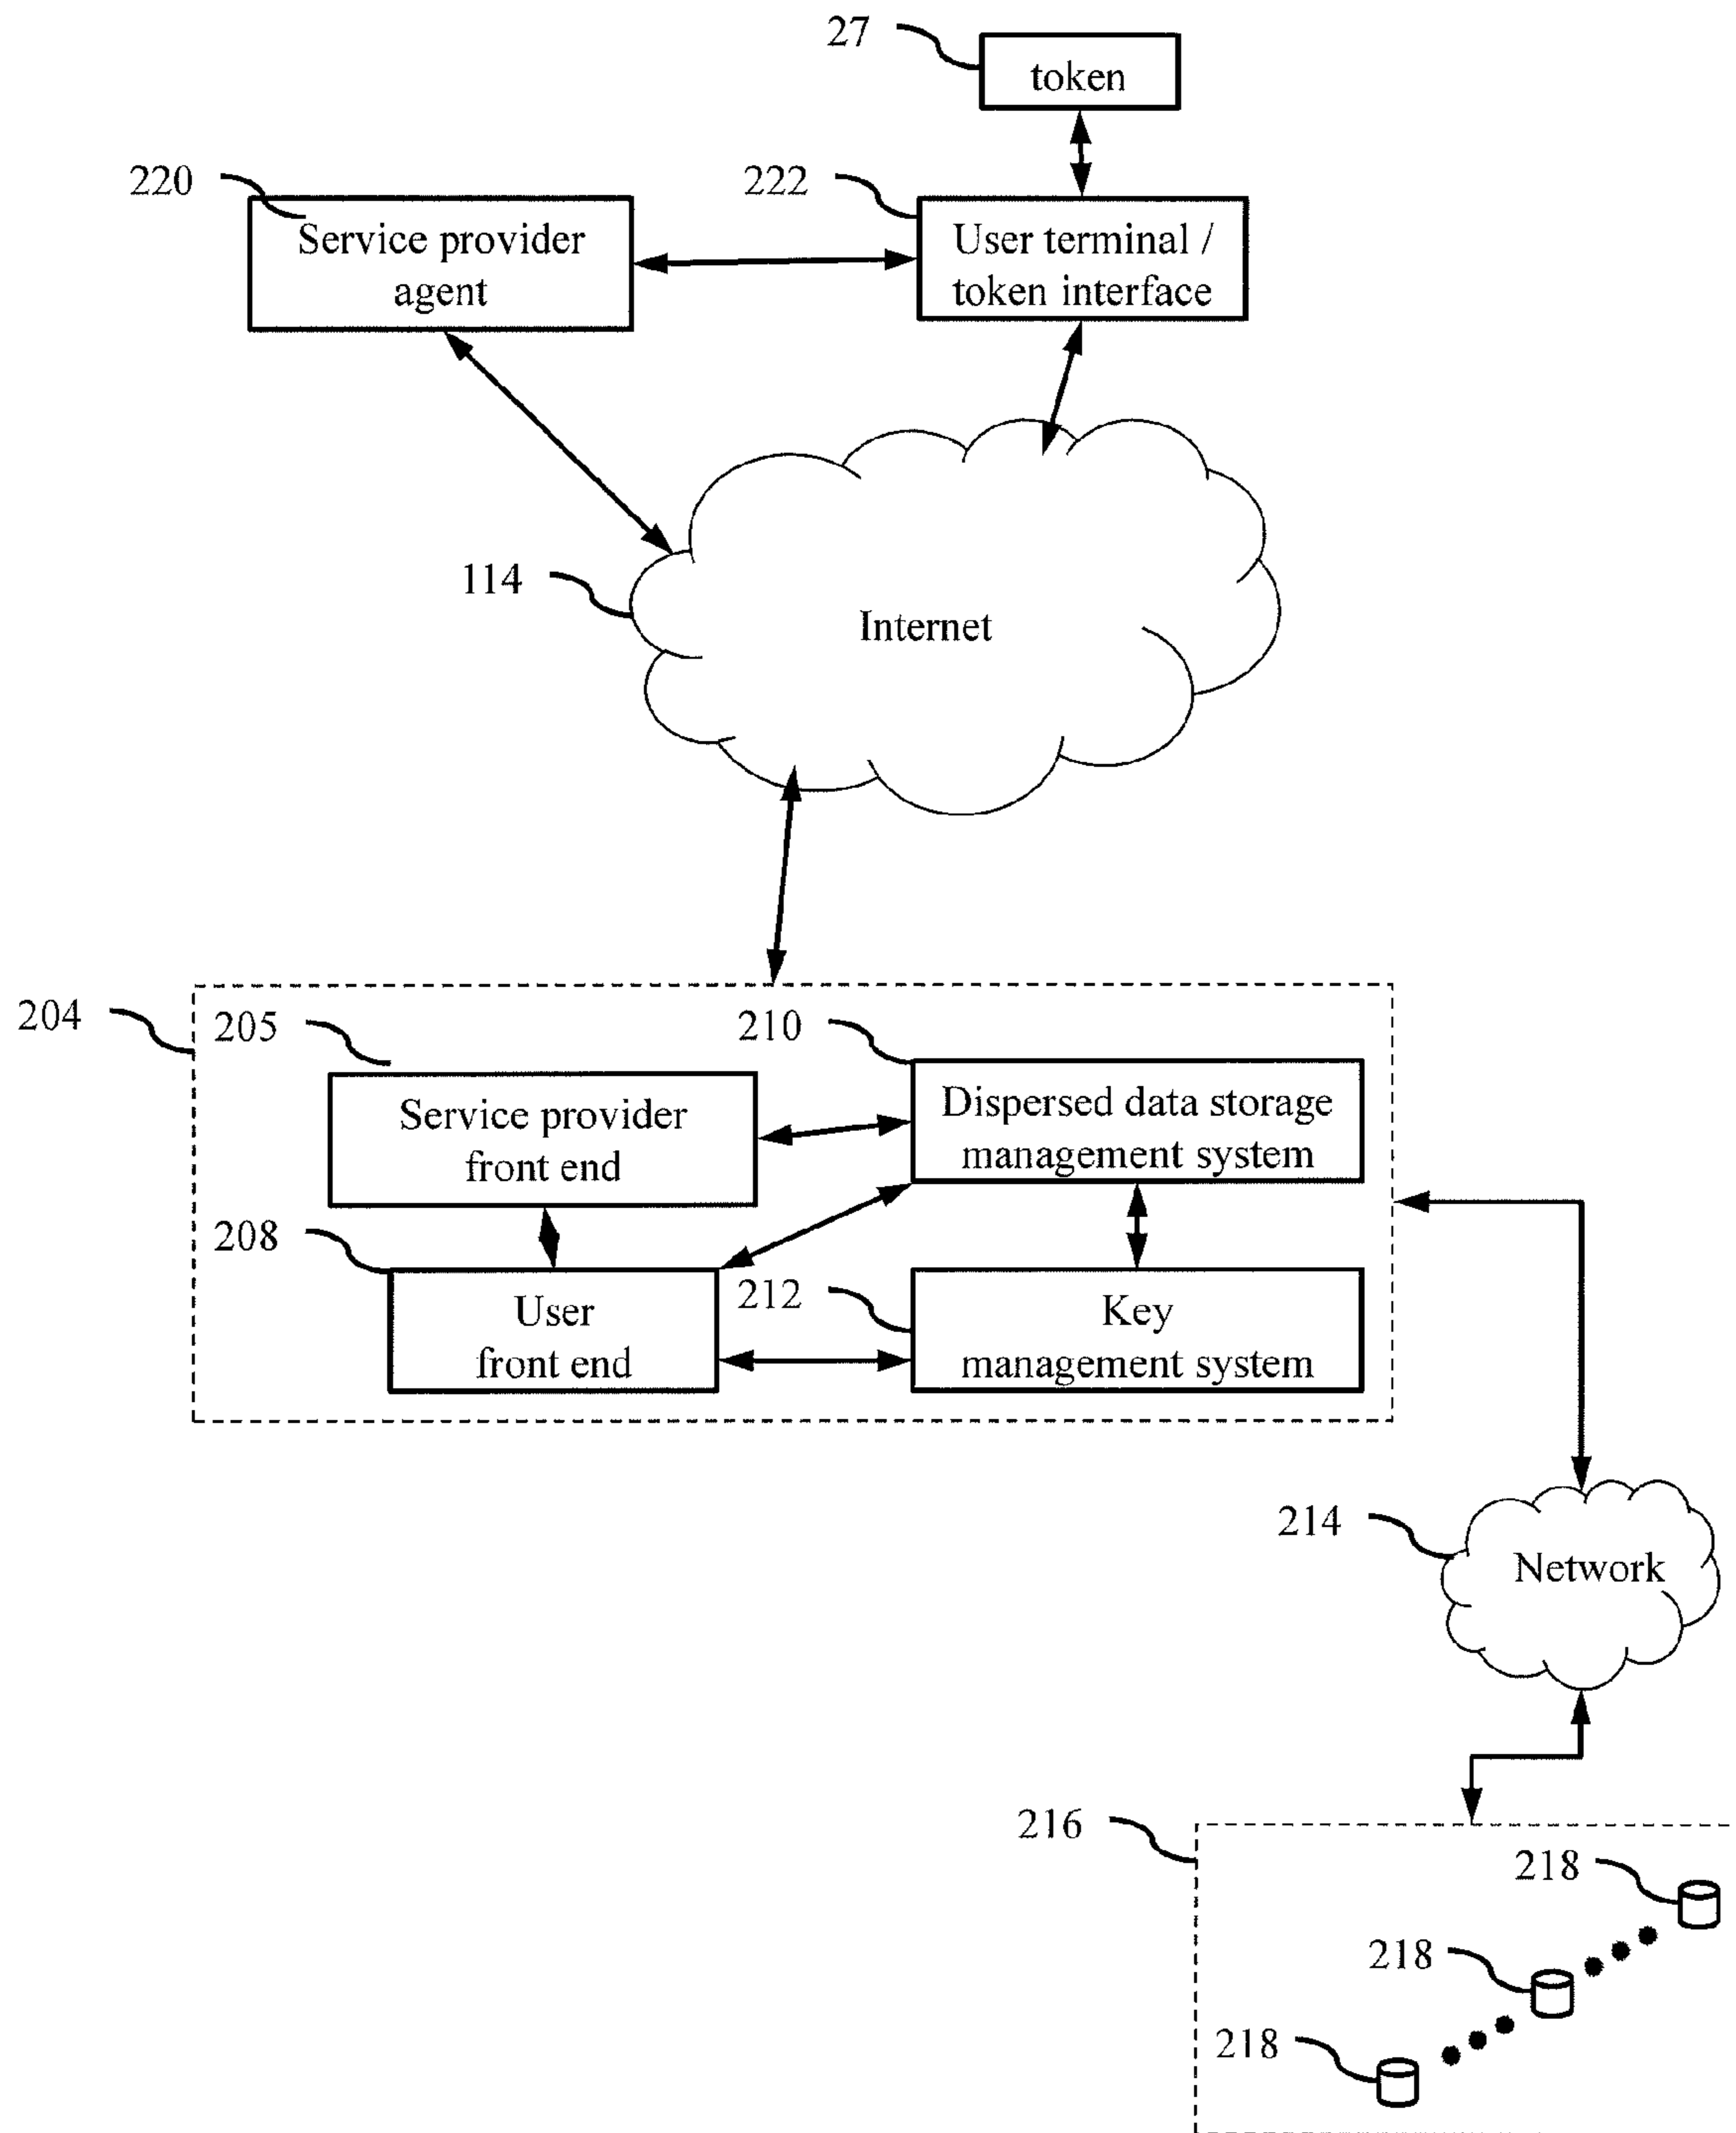 27
token
220
222
Service provider
agent
User terminal /
token interface
114
Internet
204
205
210
Service provider
front end
Dispersed data storage
management system
208
212
User
front end
Key
management system
214
Network
216
218
218
218